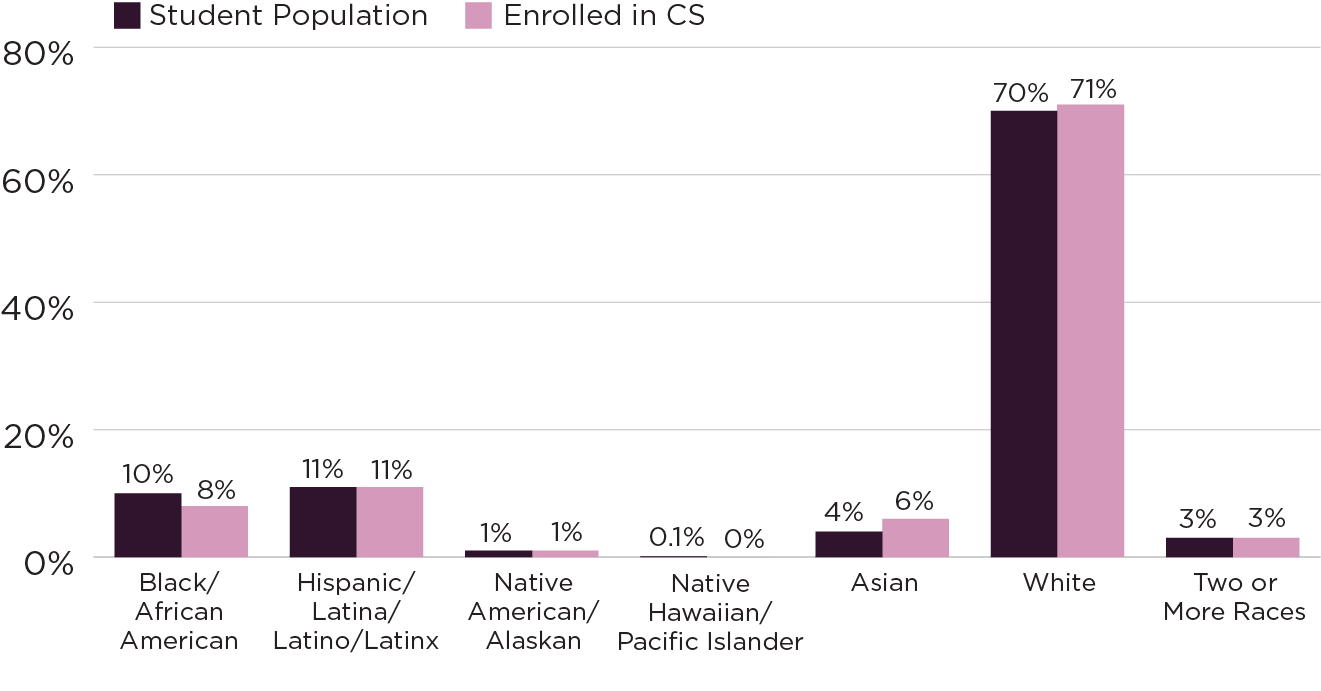 Student Population Enrolled in CS
80%
60%
40%
20%
0%
10% 8%
11% 11%
1% 1%
0.1% 0%
4% 6%
70% 71%
3% 3%
Black/
African
American
Hispanic/
Latina/
Latino/Latinx
Native
American/
Alaskan
Native
Hawaiian/
Pacific Islander
Asian
White
Two or
More Races